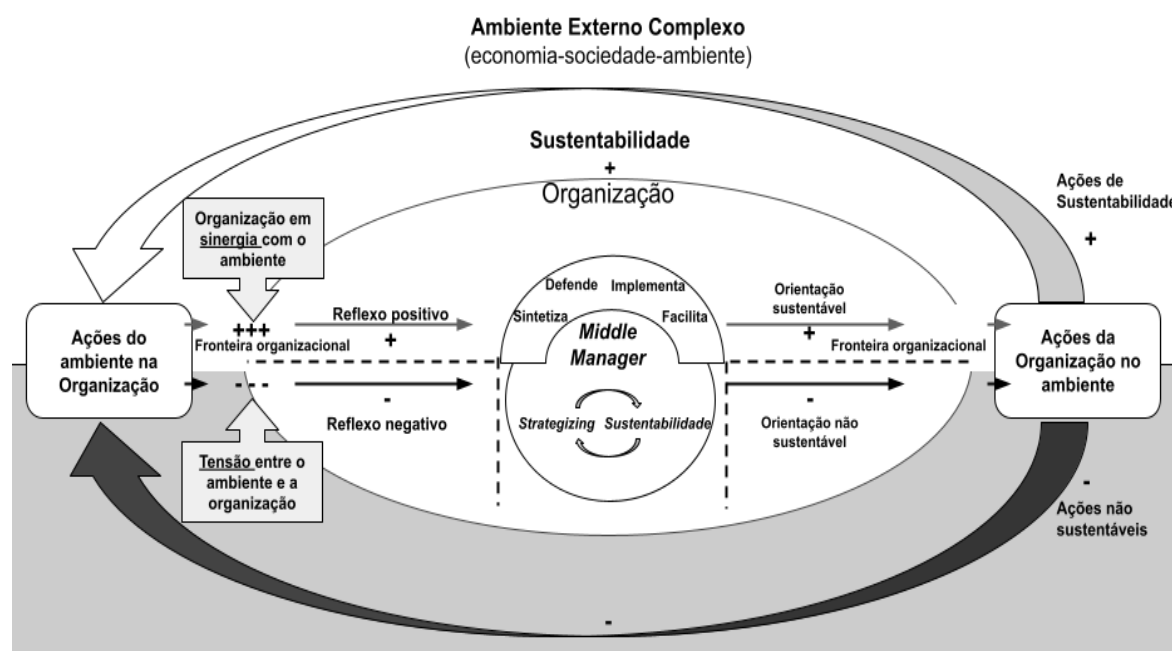 Ambiente Externo Complexo
(economia-sociedade-ambiente)
Sustentabilidade
+
Organização
Ações de
Sustentabilidade
+
Organização em
sinergia com o
ambiente
Defende Implementa
Sintetiza Facilita
Middle
Manager
Strategizing Sustentabilidade
Ações do
ambiente na
Organização
+++
Fronteira organizacional
- - -
Reflexo positivo
+
-
Reflexo negativo
Orientação
sustentável
+
Fronteira organizacional
-
Orientação não
sustentável
Ações da
Organização no
ambiente
Tensão entre o
ambiente e a
organização
-
Ações não
sustentáveis
-